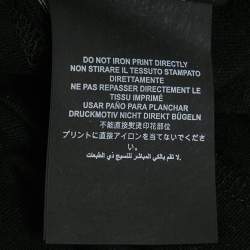 DO NOT IRON PRINT DIRECTLY
NON STIRARE IL TESSUTO STAMPATO
DIRETTAMENTE
NE PAS REPASSER DIRECTEMENT LE
TISSU IMPRIMÉ
USAR PAÑO PARA PLANCHAR
DRUCKMOTIV NICHT DIREKT BÜGELN
不能直接熨烫印花部位
プリントに直接アイロンを当てないでくださ
い。
لا تقم بالكي المباشر للنسيج ذي الطبعات.